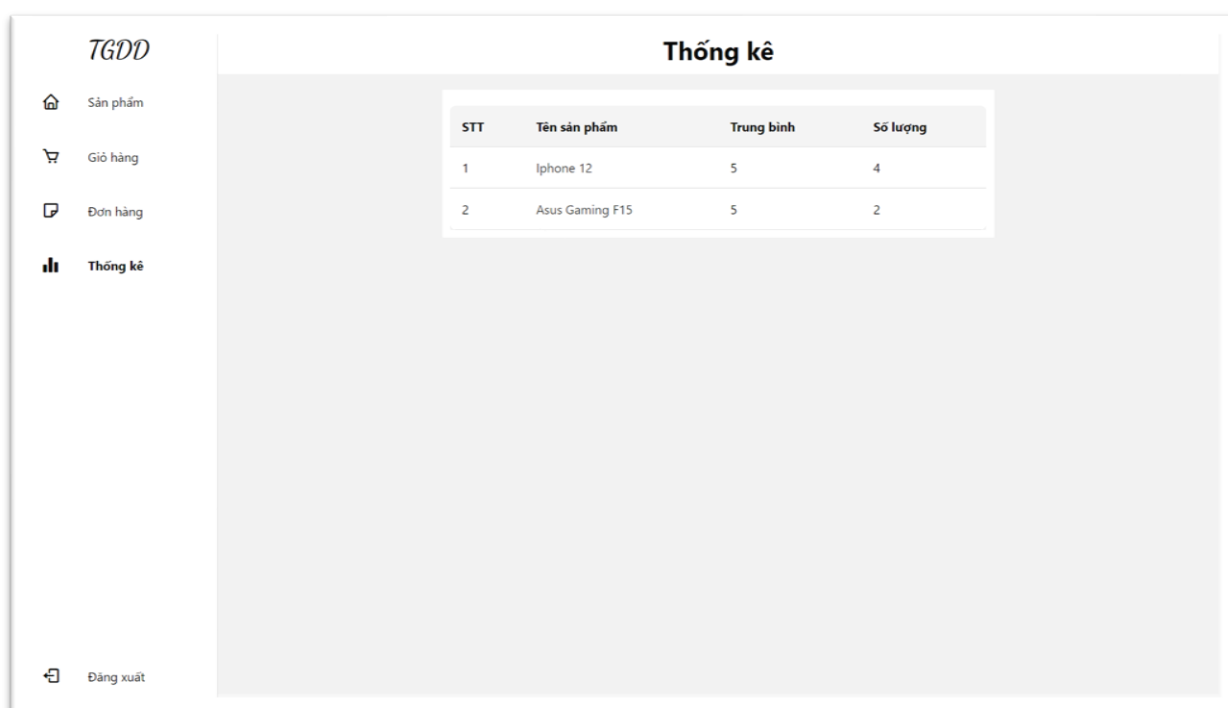 TGDD
Thống kê
Sản phẩm
Giỏ hàng
Đơn hàng
Thống kê
Đăng xuất
STT Tên sản phẩm Trung bình Số lượng
1 Iphone 12 5 4
2 Asus Gaming F15 5 2